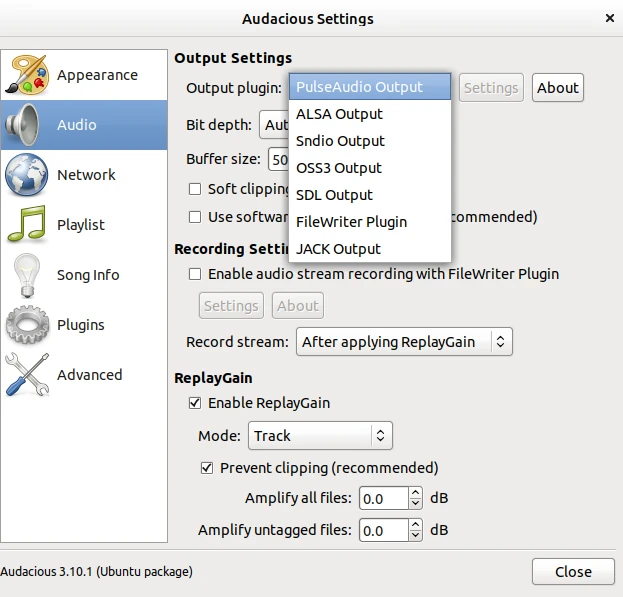 Audacious Settings
Appearance
Audio
Network
Playlist
Song Info
Plugins
Advanced
Output Settings
Output plugin: PulseAudio Output Settings About
ALSA Output
Sndio Output
OSS3 Output
SDL Output
FileWriter Plugin
JACK Output
Bit depth: Aut
Buffer size: 50
Soft clipping
Use softwar commended)
Recording Settin
Enable audio stream recording with FileWriter Plugin
Settings About
Record stream: After applying ReplayGain
ReplayGain
Enable ReplayGain
Mode: Track
Prevent clipping (recommended)
Amplify all files: 0.0 dB
Amplify untagged files: 0.0 dB
Audacious 3.10.1 (Ubuntu package)
Close